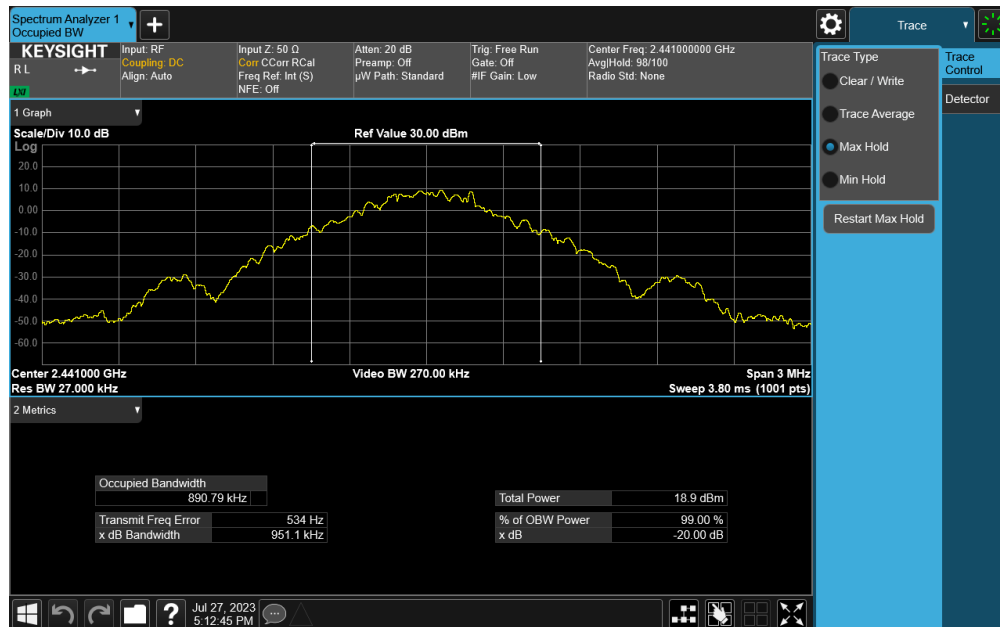 Spectrum Analyzer 1
Occupied BW
Trace
KEYSIGHT
R L
LXI
Input: RF
Coupling: DC
Align: Auto
Input Z: 50 Ω
Corr CCorr RCal
Freq Ref: Int (S)
NFE: Off
Atten: 20 dB
Preamp: Off
µW Path: Standard
Trig: Free Run
Gate: Off
#IF Gain: Low
Center Freq: 2.441000000 GHz
Avg|Hold: 98/100
Radio Std: None
Trace Type
Clear / Write
Trace Average
Max Hold
Min Hold
Restart Max Hold
Trace
Control
Detector
1 Graph
Scale/Div 10.0 dB
Ref Value 30.00 dBm
Log
20.0
10.0
0.00
-10.0
-20.0
-30.0
-40.0
-50.0
-60.0
Center 2.441000 GHz
Video BW 270.00 kHz
Span 3 MHz
Res BW 27.000 kHz
Sweep 3.80 ms (1001 pts)
2 Metrics
Occupied Bandwidth
890.79 kHz
Total Power 18.9 dBm
Transmit Freq Error 534 Hz
% of OBW Power 99.00 %
x dB Bandwidth 951.1 kHz
x dB -20.00 dB
?
Jul 27, 2023
5:12:45 PM